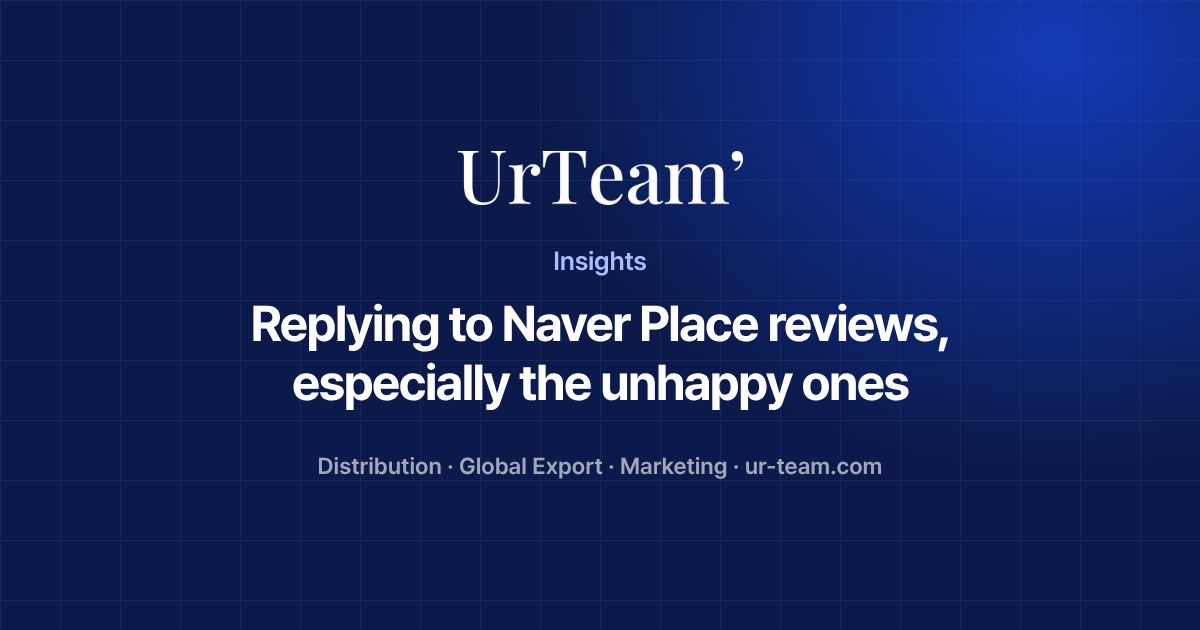 UrTeam’
Insights
Replying to Naver Place reviews,
especially the unhappy ones
Distribution · Global Export · Marketing · ur-team.com